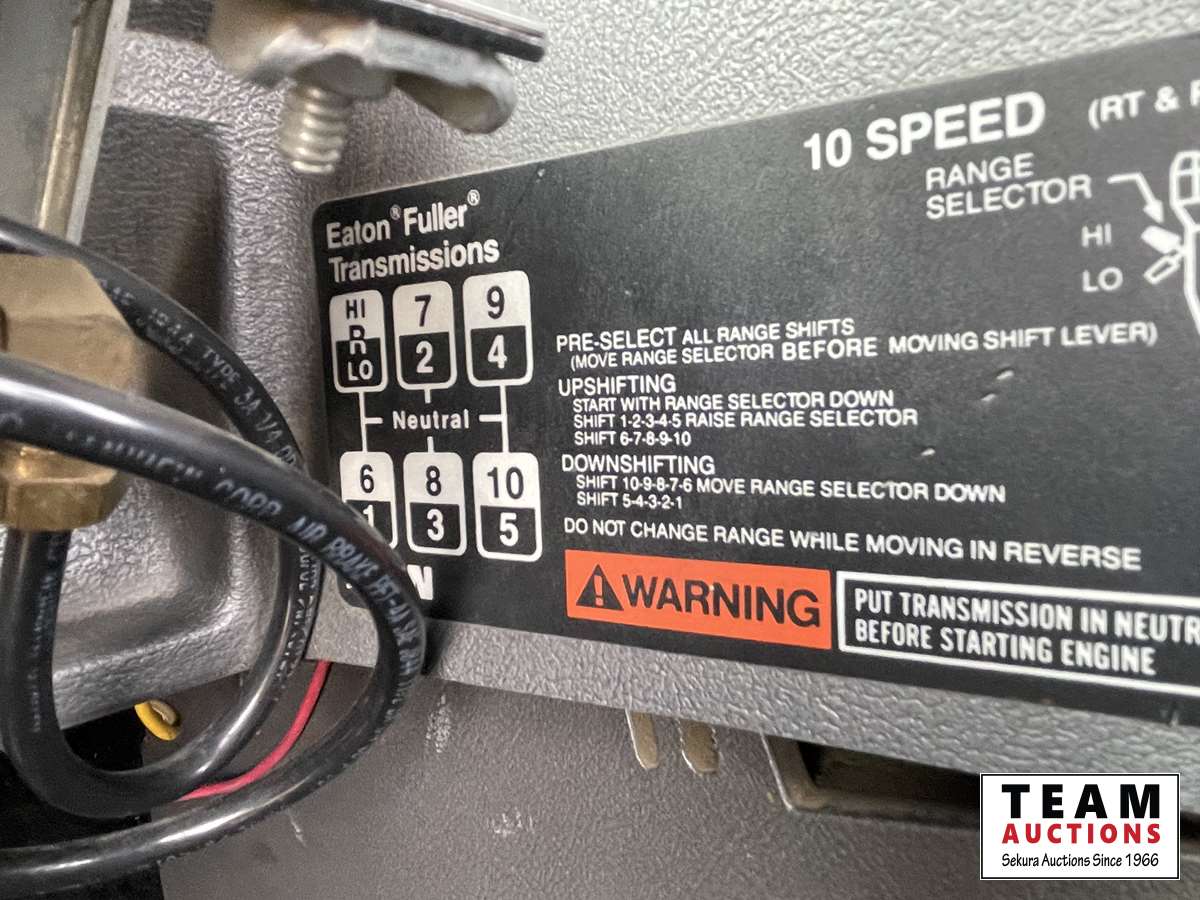 10 SPEED (RT &
RANGE
SELECTOR
HI
LO
Eaton® Fuller®
Transmissions
HI 7 9
LO 2 4
Neutral
6 8 10
1 3 5
PRE-SELECT ALL RANGE SHIFTS
(MOVE RANGE SELECTOR BEFORE MOVING SHIFT LEVER)
UPSHIFTING
START WITH RANGE SELECTOR DOWN
SHIFT 1-2-3-4-5 RAISE RANGE SELECTOR
SHIFT 6-7-8-9-10
DOWNSHIFTING
SHIFT 10-9-8-7-6 MOVE RANGE SELECTOR DOWN
SHIFT 5-4-3-2-1
DO NOT CHANGE RANGE WHILE MOVING IN REVERSE
WARNING
PUT TRANSMISSION IN NEUTR
BEFORE STARTING ENGINE
TYPE 3A 1/4
CORP AIR BRAKE
TEAM
AUCTIONS
Sekura Auctions Since 1966